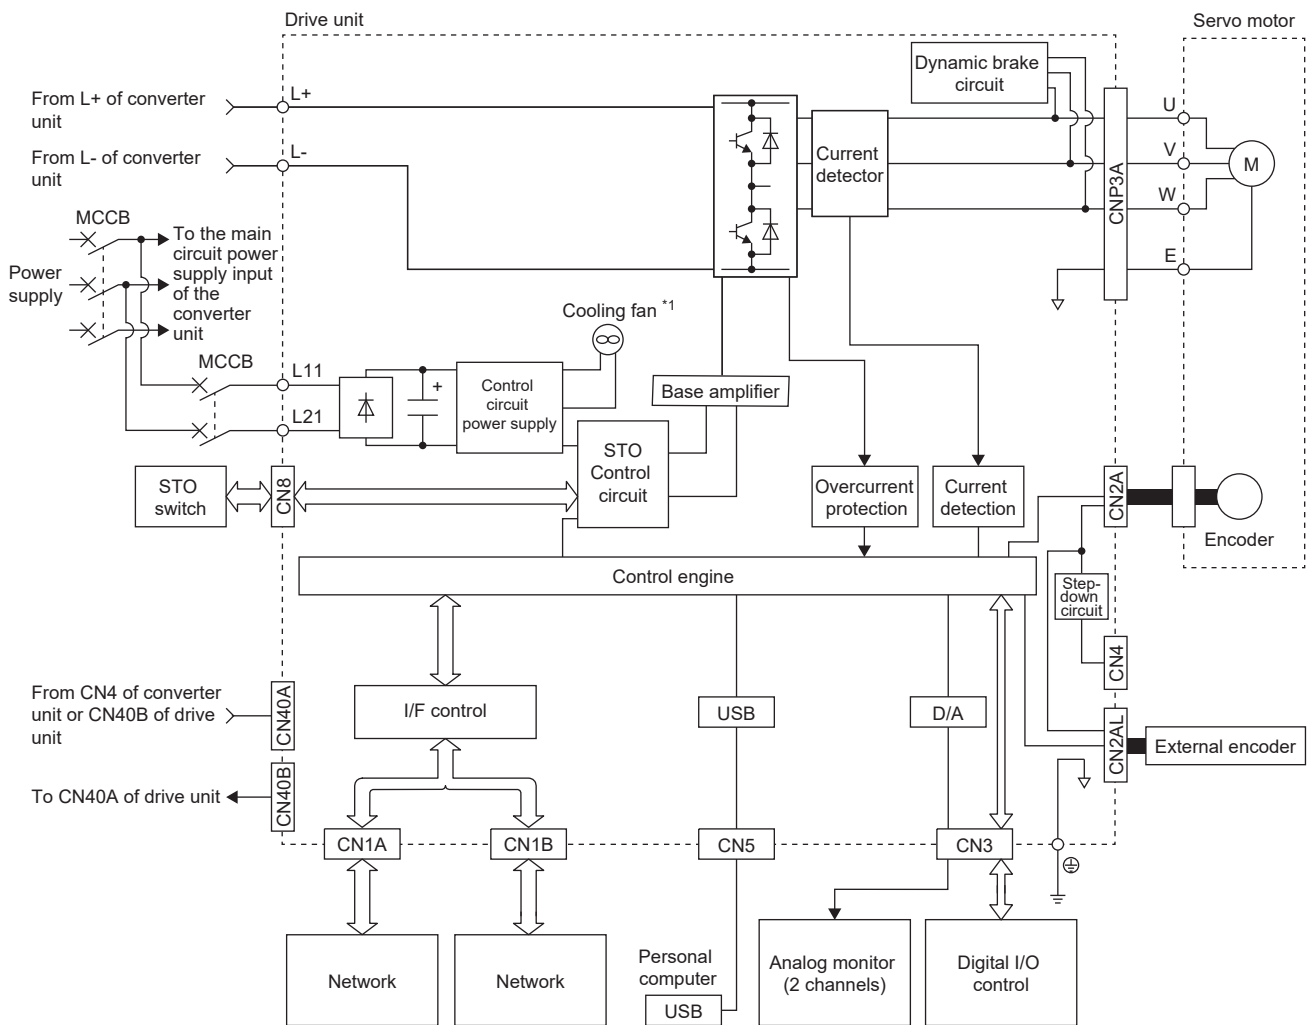 Drive unit
Servo motor
Dynamic brake
circuit
From L+ of converter
unit
L+
U
From L- of converter
unit
L-
Current
detector
V
M
CNP3A
W
MCCB
To the main
circuit power
supply input
of the
converter
unit
Power
supply
E
Cooling fan *1
MCCB
L11
+
Control
circuit
power supply
Base amplifier
L21
STO
Control
circuit
STO
switch
CN8
Overcurrent
protection
Current
detection
CN2A
Encoder
Control engine
Step-
down
circuit
CN4
From CN4 of converter
unit or CN40B of drive
unit
CN40A
I/F control
USB
D/A
CN2AL
External encoder
To CN40A of drive unit
CN40B
CN1A
CN1B
CN5
CN3
Network
Network
Personal
computer
USB
Analog monitor
(2 channels)
Digital I/O
control